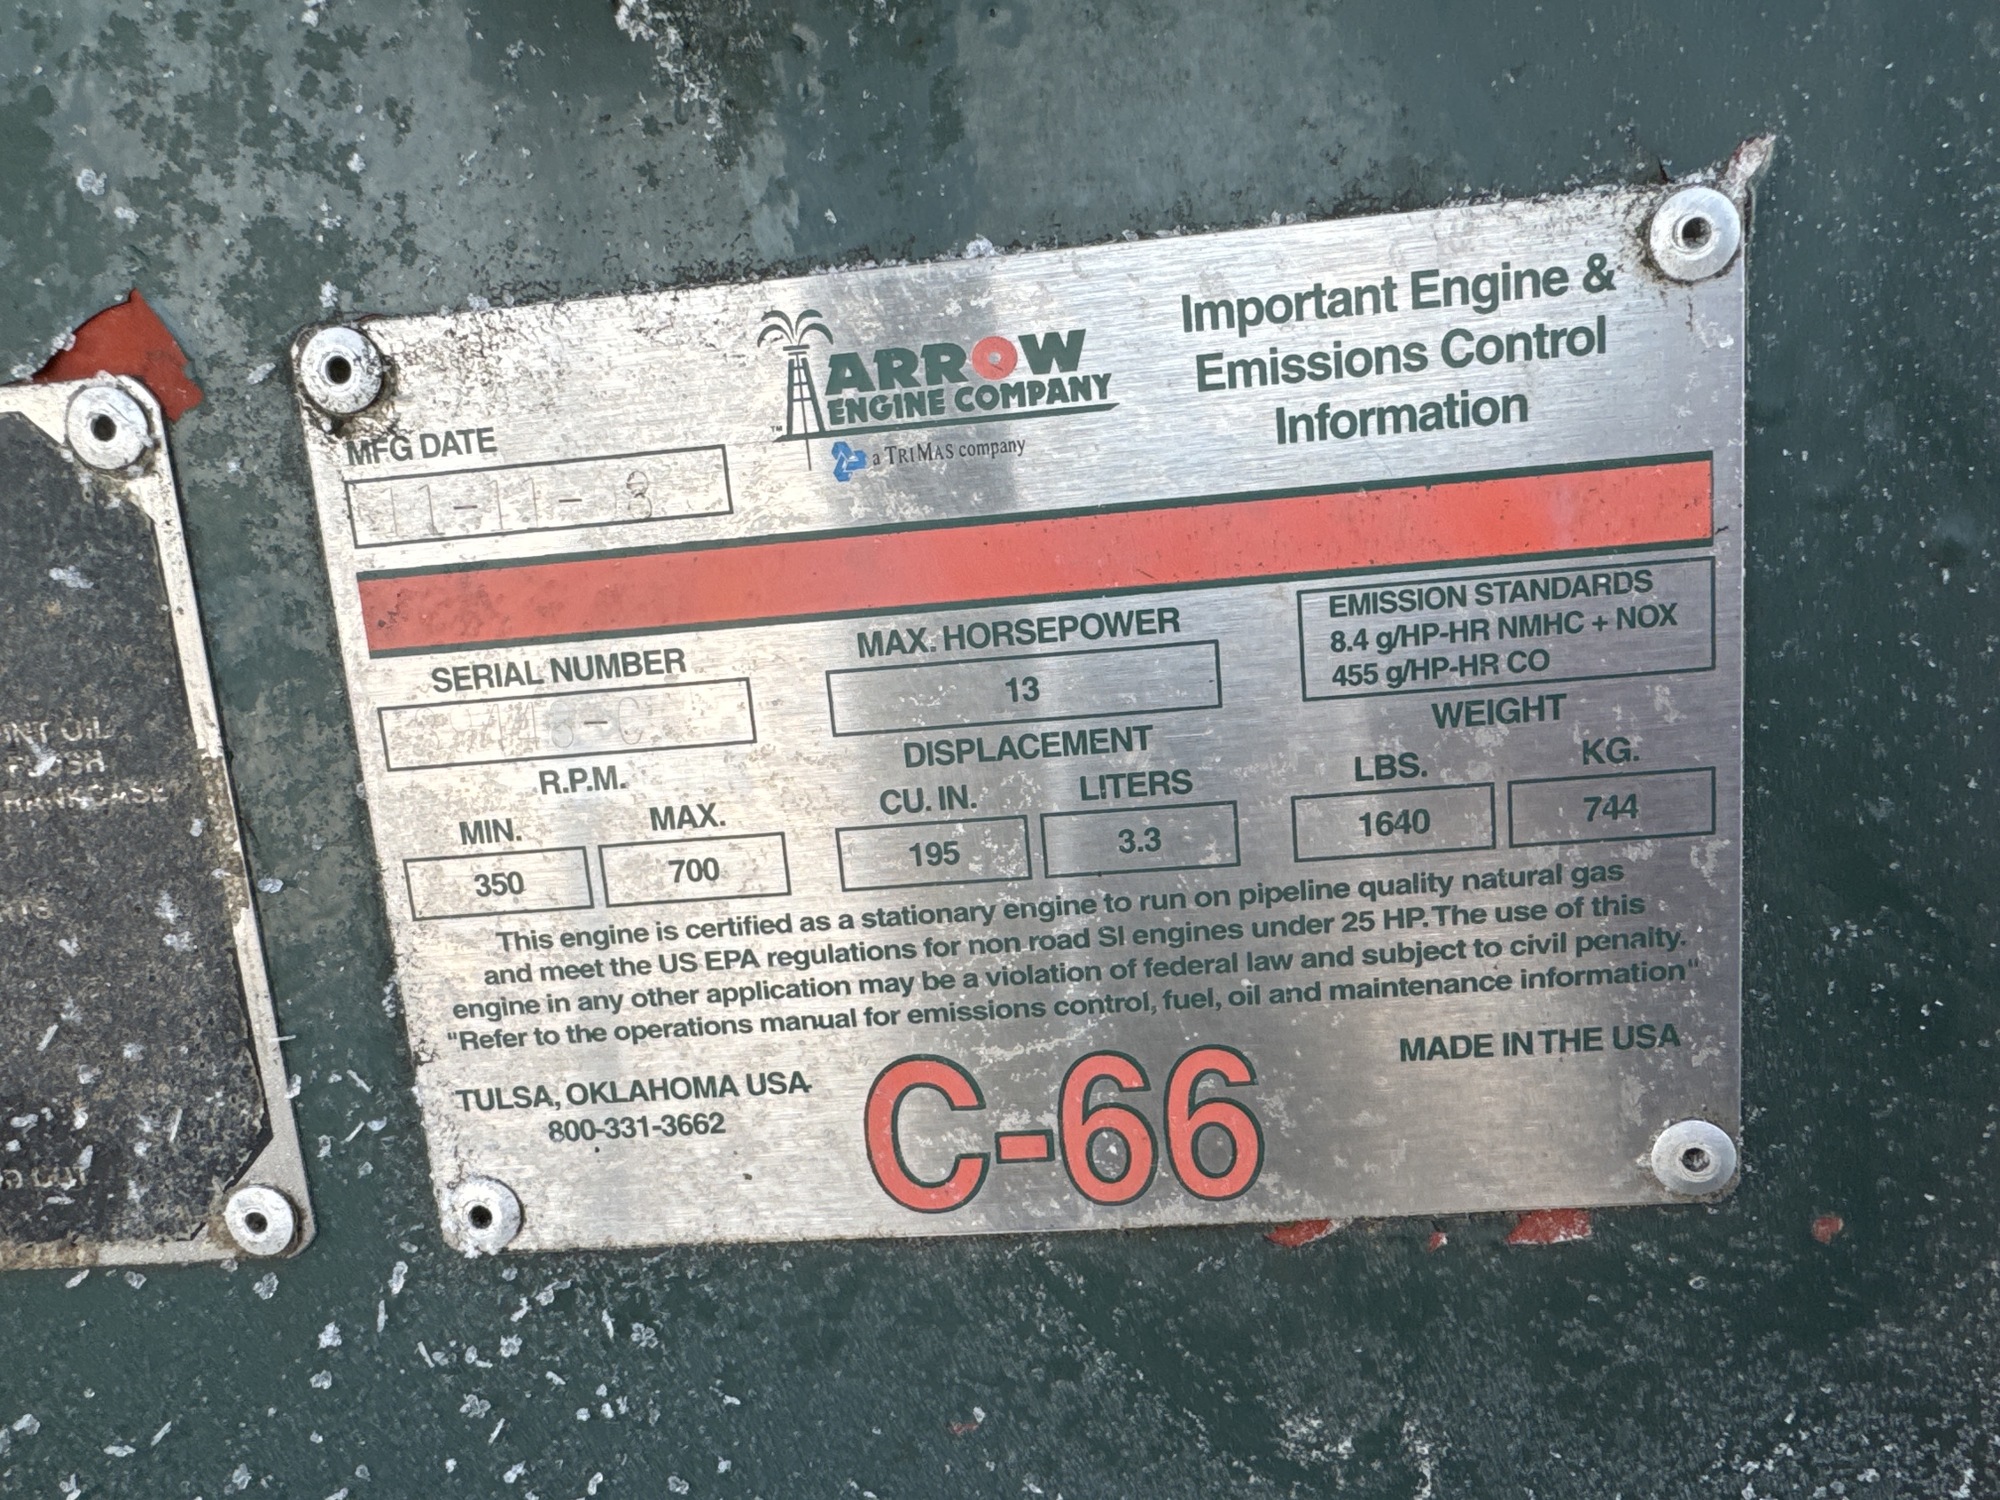 ARROW
ENGINE COMPANY
™
a TRIMAS company
Important Engine &
Emissions Control
Information
MFG DATE
SERIAL NUMBER
MAX. HORSEPOWER
13
EMISSION STANDARDS
8.4 g/HP-HR NMHC + NOX
455 g/HP-HR CO
R.P.M.
MIN.
MAX.
350
700
DISPLACEMENT
CU. IN.
LITERS
195
3.3
WEIGHT
LBS.
KG.
1640
744
This engine is certified as a stationary engine to run on pipeline quality natural gas
and meet the US EPA regulations for non road SI engines under 25 HP. The use of this
engine in any other application may be a violation of federal law and subject to civil penalty.
"Refer to the operations manual for emissions control, fuel, oil and maintenance information"
TULSA, OKLAHOMA USA
800-331-3662
C-66
MADE IN THE USA
OIL